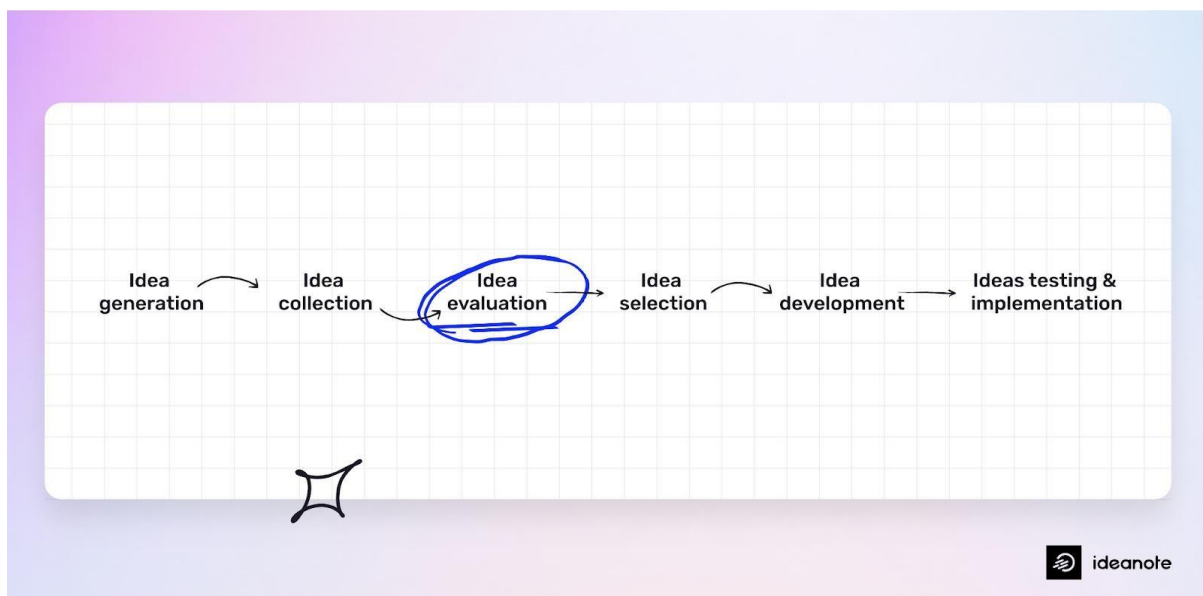 Idea
generation
Idea
collection
Idea
evaluation
Idea
selection
Idea
development
Ideas testing &
implementation
ideanote